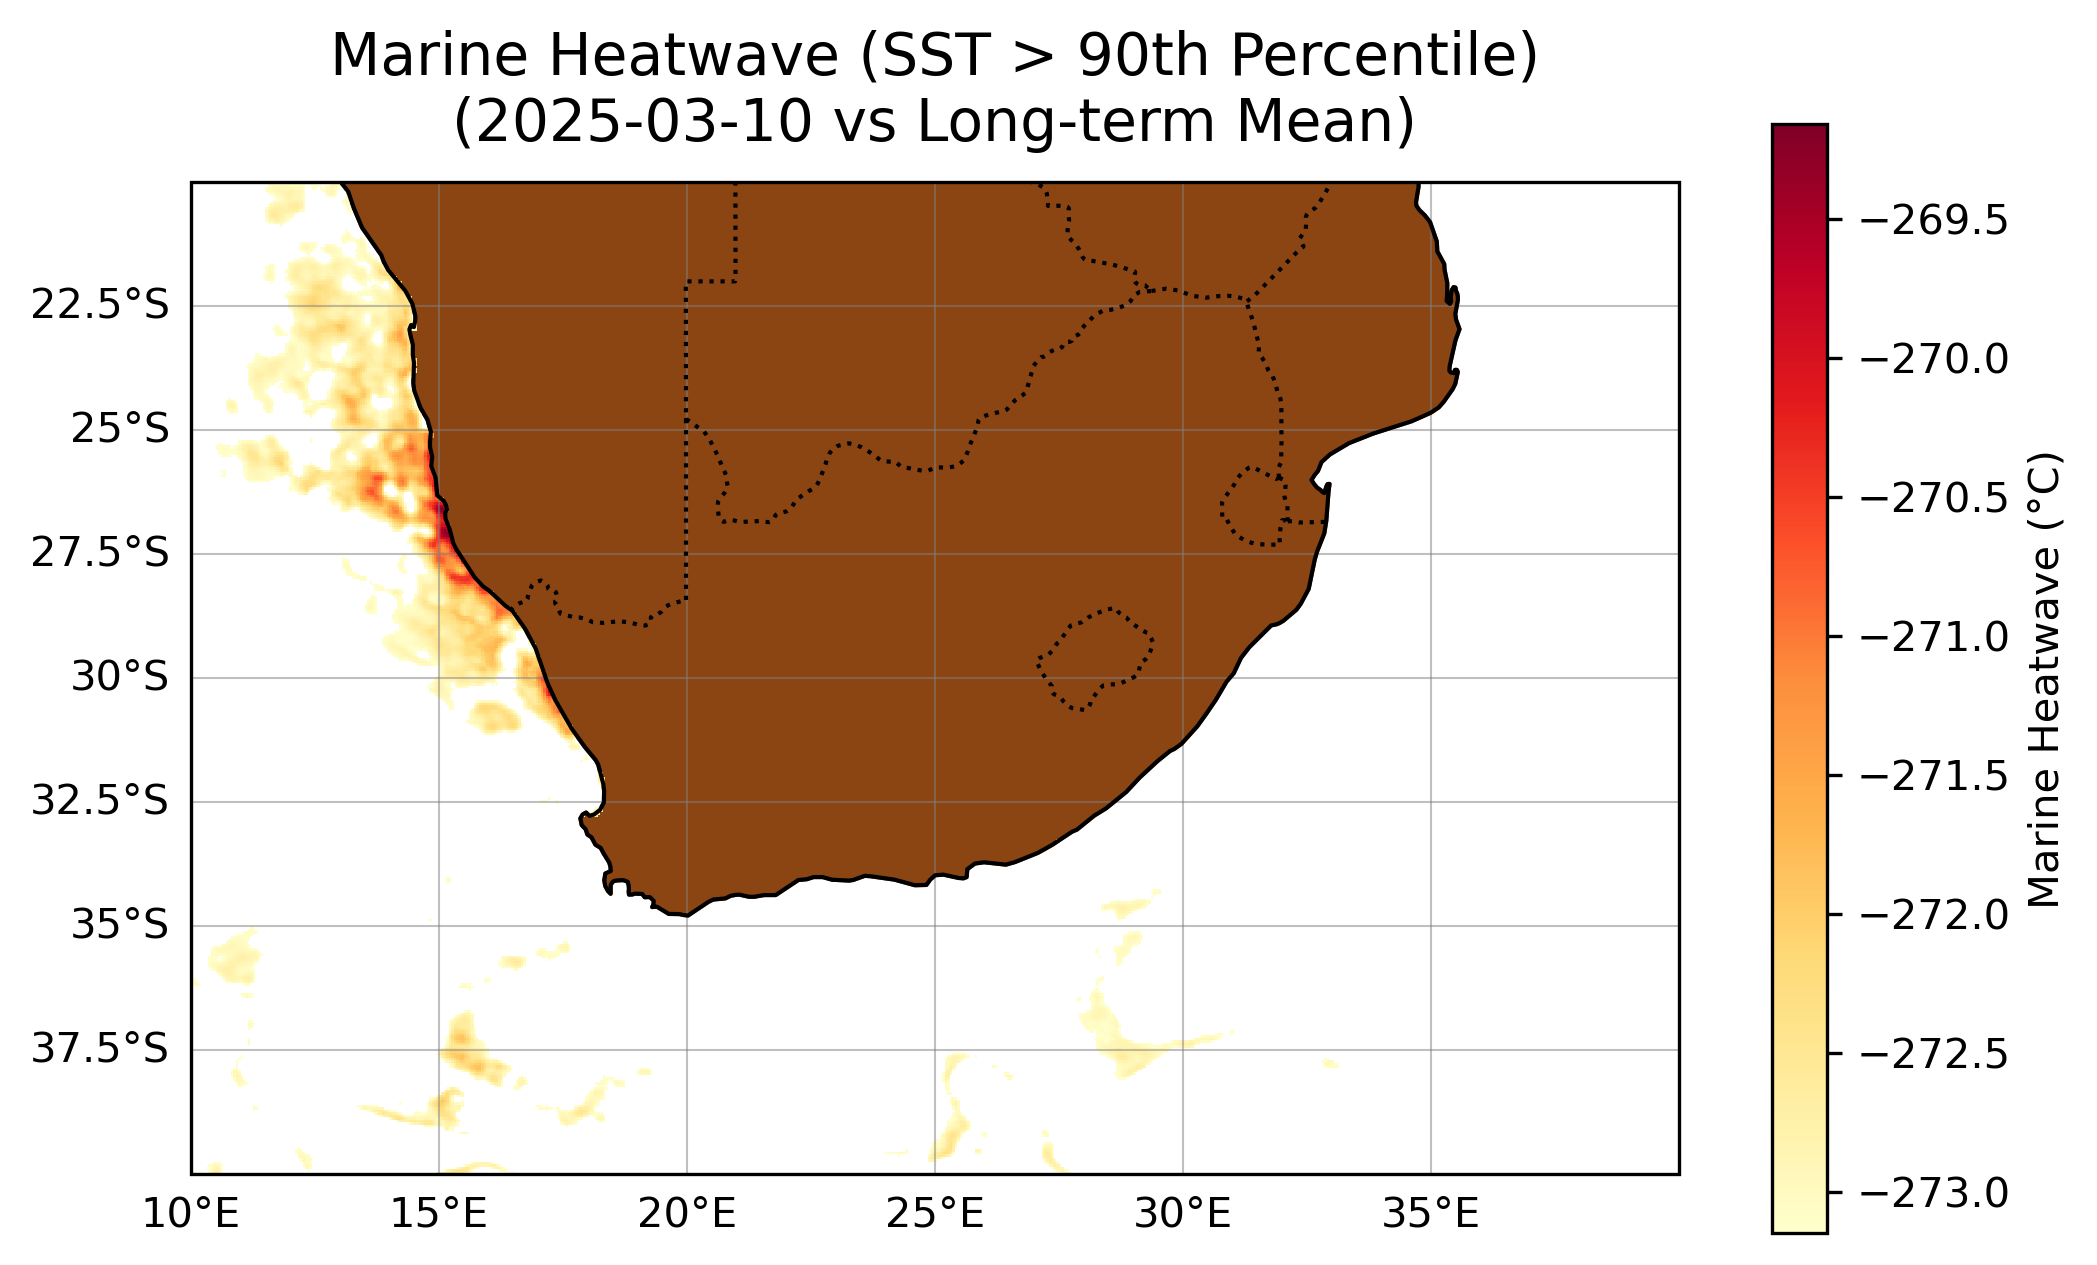 Marine Heatwave (SST > 90th Percentile)
(2025-03-10 vs Long-term Mean)
22.5°S
25°S
27.5°S
30°S
32.5°S
35°S
37.5°S
10°E
15°E
20°E
25°E
30°E
35°E
−269.5
−270.0
−270.5
−271.0
−271.5
−272.0
−272.5
−273.0
Marine Heatwave (°C)